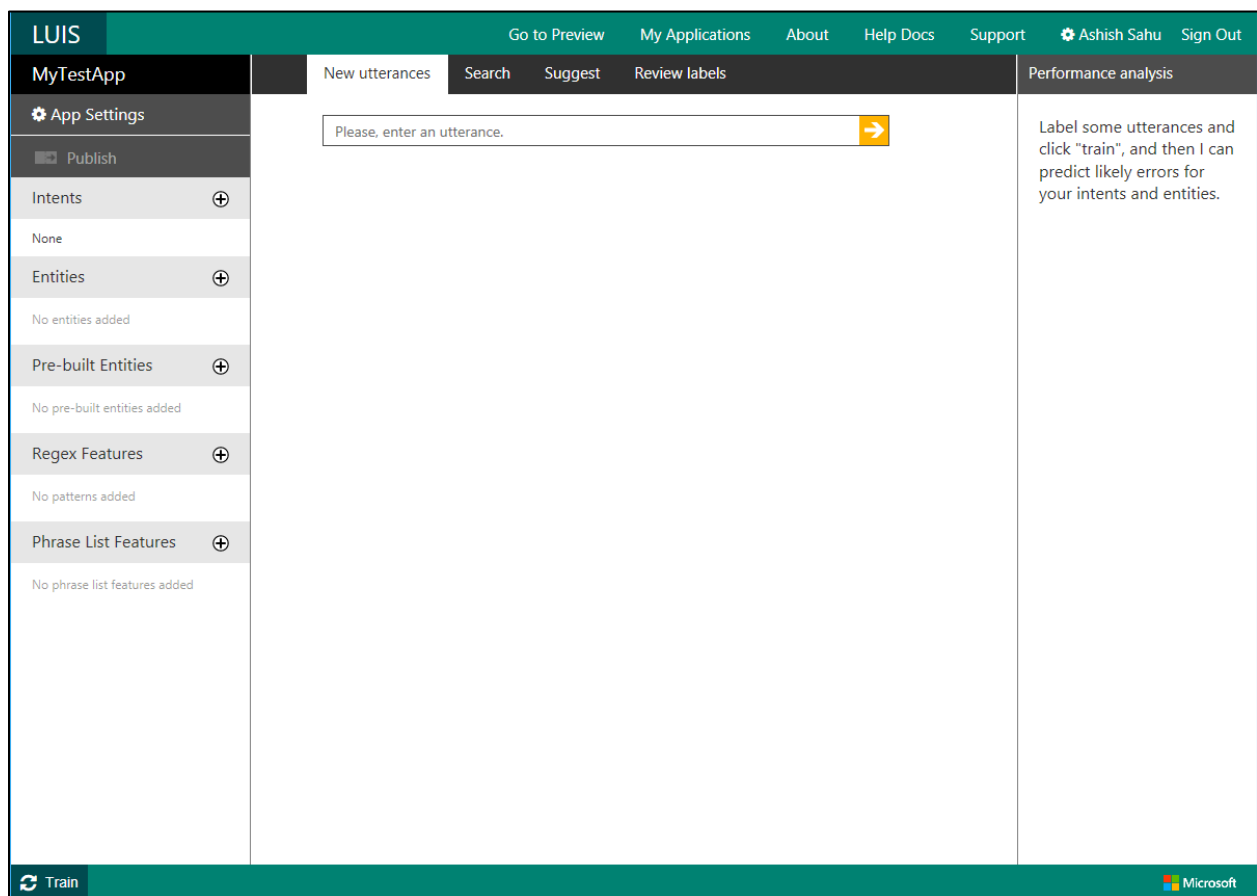 LUIS
Go to Preview My Applications About Help Docs Support Ashish Sahu Sign Out
MyTestApp
App Settings
Publish
Intents
None
Entities
No entities added
Pre-built Entities
No pre-built entities added
Regex Features
No patterns added
Phrase List Features
No phrase list features added
New utterances Search Suggest Review labels
Please, enter an utterance.
Performance analysis
Label some utterances and
click "train", and then I can
predict likely errors for
your intents and entities.
Train
Microsoft